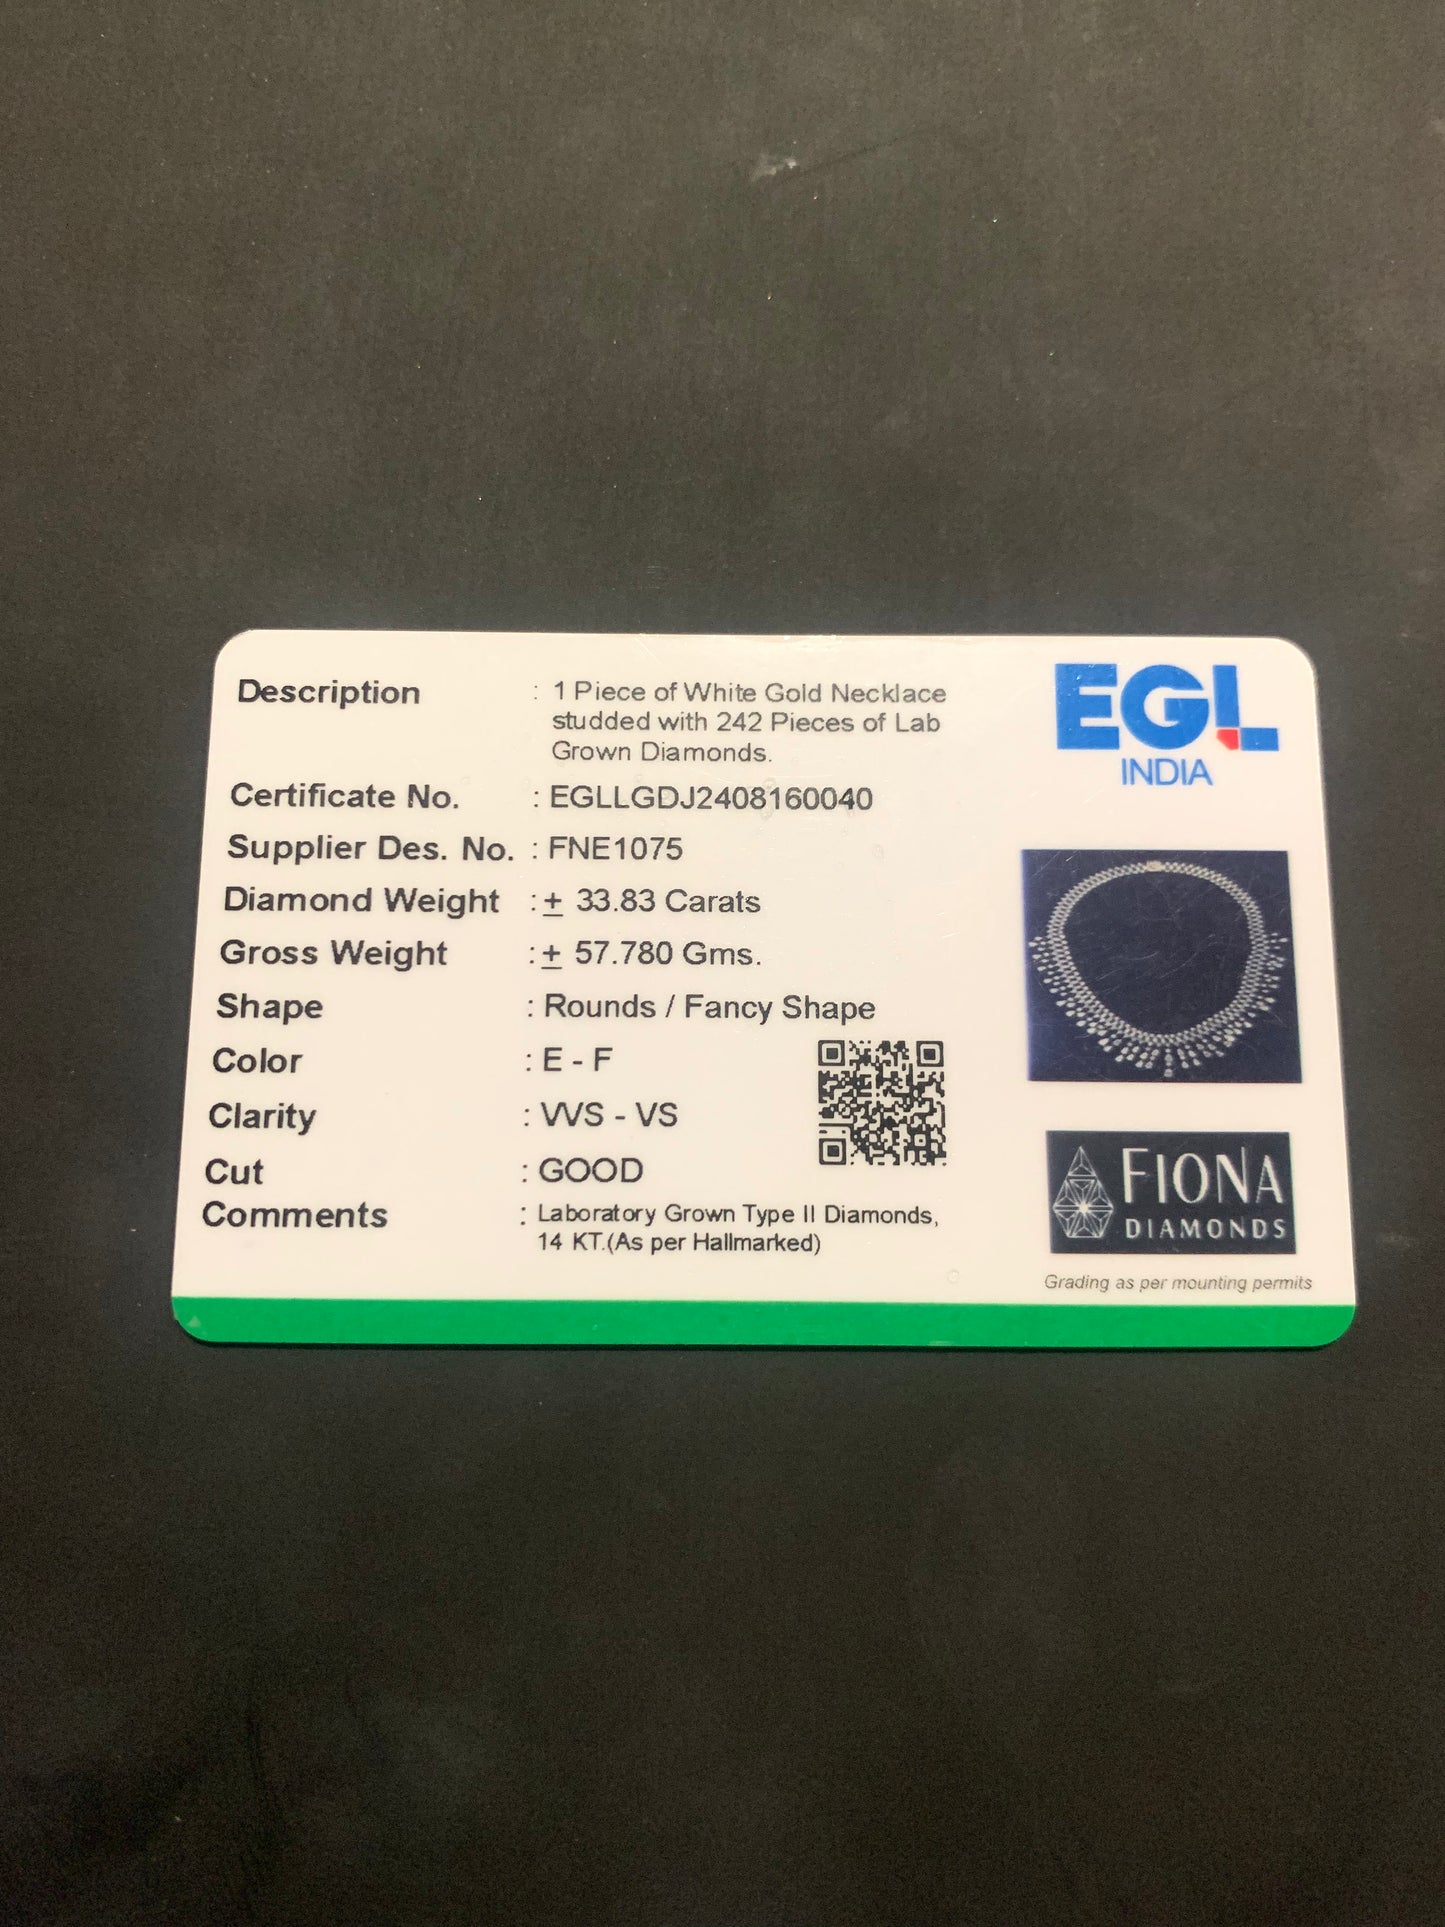 Description : 1 Piece of White Gold Necklace
studded with 242 Pieces of Lab
Grown Diamonds.
Certificate No. : EGLLGDJ2408160040
Supplier Des. No. : FNE1075
Diamond Weight : ± 33.83 Carats
Gross Weight : ± 57.780 Gms.
Shape : Rounds / Fancy Shape
Color : E - F
Clarity : VVS - VS
Cut : GOOD
Comments : Laboratory Grown Type II Diamonds,
14 KT.(As per Hallmarked)
EGL
INDIA
FIONA
DIAMONDS
Grading as per mounting permits